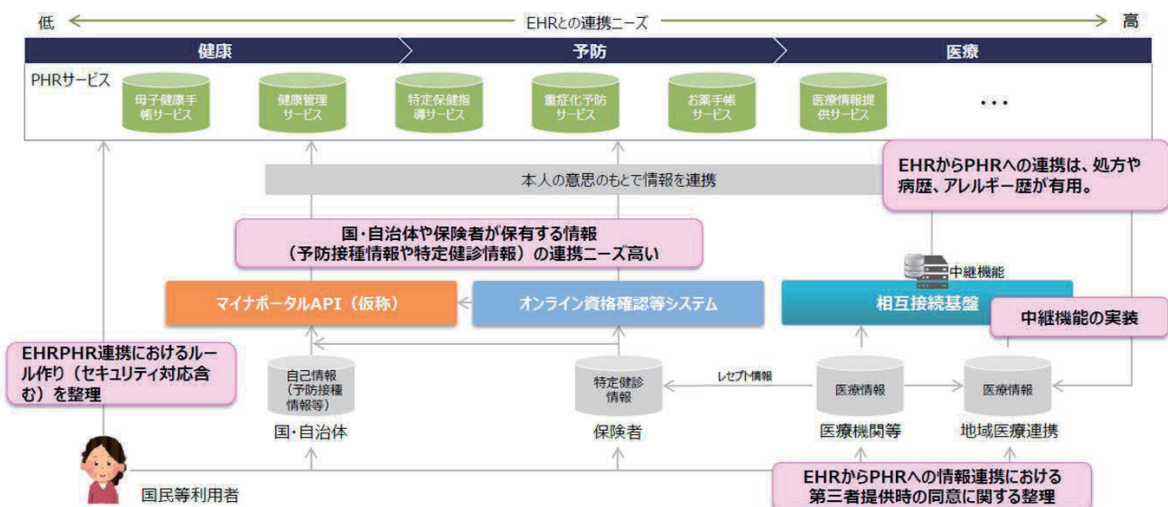 低
EHRとの連携ニーズ
高
健康
予防
医療
PHRサービス
母子健康手
帳サービス
健康管理
サービス
特定保健指
導サービス
重症化予防
サービス
お薬手帳
サービス
医療情報提
供サービス
・・・
EHRからPHRへの連携は、処方や
病歴、アレルギー歴が有用。
本人の意思のもとで情報を連携
国・自治体や保険者が保有する情報
（予防接種情報や特定健診情報）の連携ニーズ高い
中継機能
マイナポータルAPI（仮称）
オンライン資格確認等システム
相互接続基盤
中継機能の実装
EHRPHR連携におけるルー
ル作り（セキュリティ対応含
む）を整理
自己情報
（予防接種
情報等）
特定健診
情報
レセプト情報
医療情報
医療情報
国・自治体
保険者
医療機関等
地域医療連携
EHRからPHRへの情報連携における
第三者提供時の同意に関する整理
国民等利用者